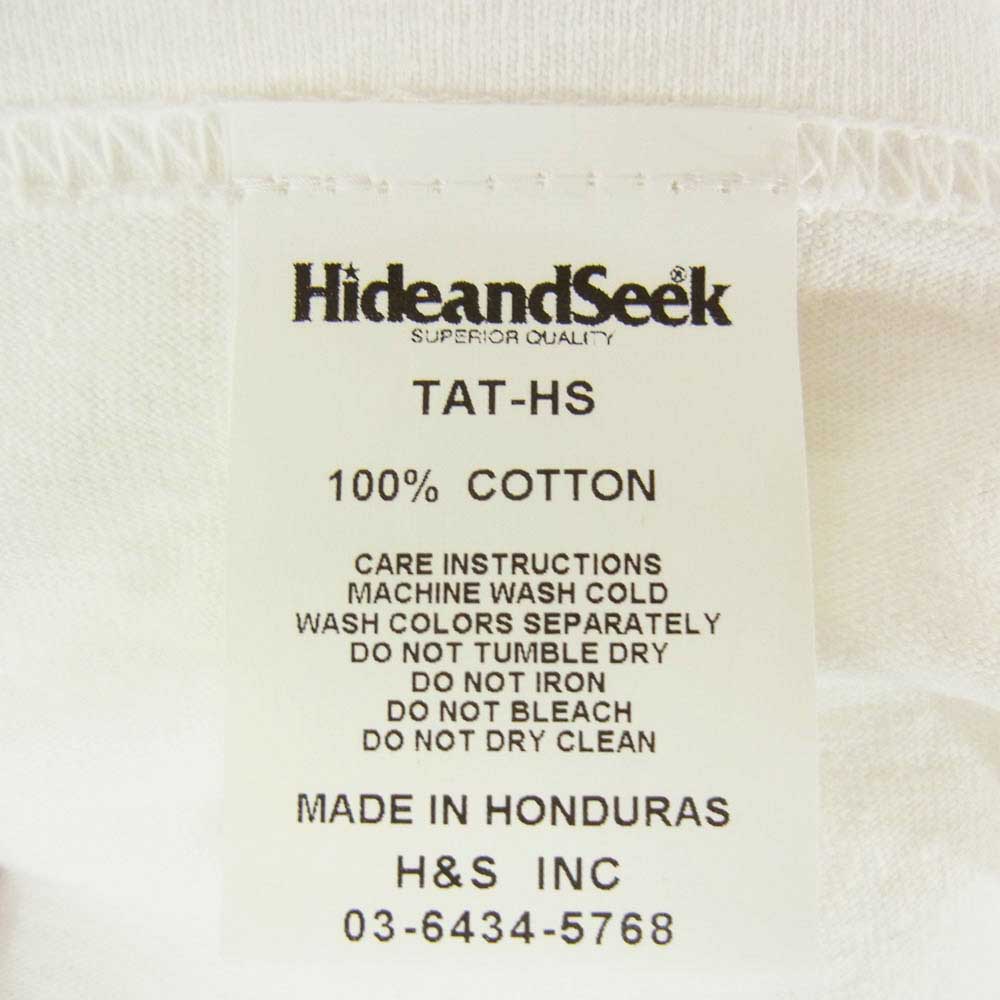 HideandSeek®
SUPERIOR QUALITY
TAT-HS
100% COTTON
CARE INSTRUCTIONS
MACHINE WASH COLD
WASH COLORS SEPARATELY
DO NOT TUMBLE DRY
DO NOT IRON
DO NOT BLEACH
DO NOT DRY CLEAN
MADE IN HONDURAS
H&S INC
03-6434-5768